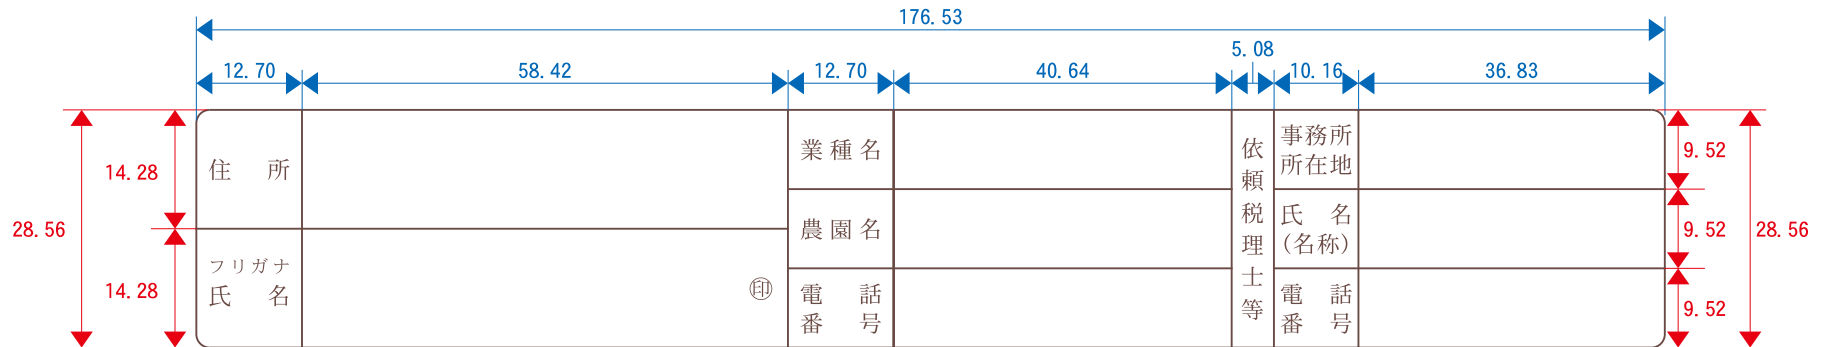 176.53
5.08
12.70
58.42
12.70
40.64
10.16
36.83
28.56
14.28
14.28
住所
フリガナ
氏名
㊞
業種名
農園名
電話
番号
依頼税理士等
事務所
所在地
氏名
(名称)
電話
番号
9.52
9.52
9.52
28.56